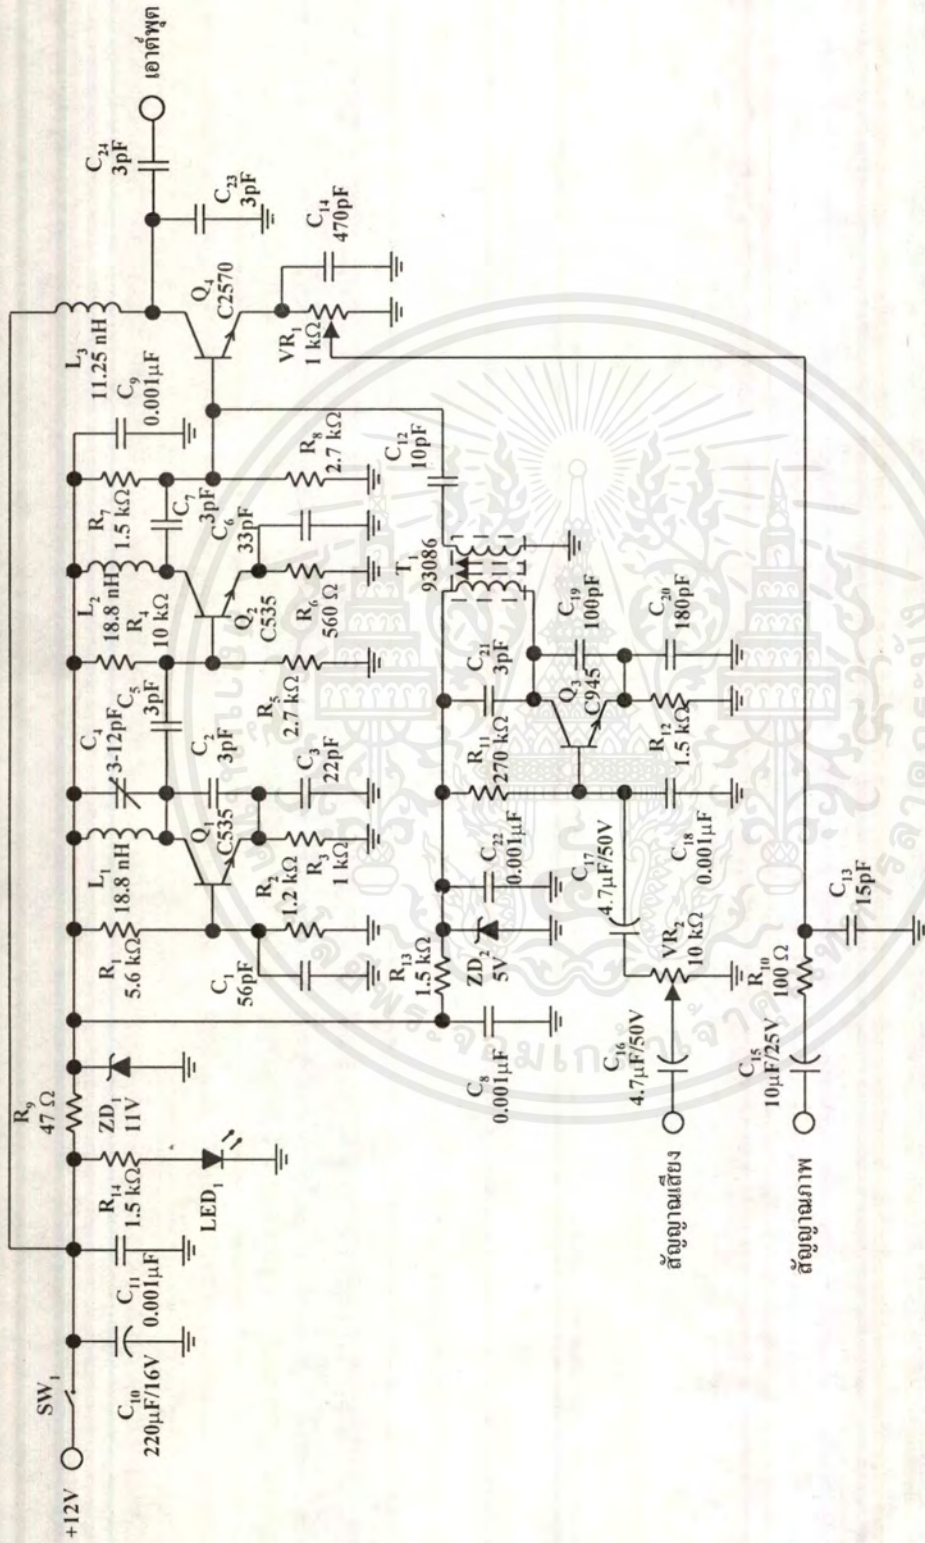 +12V
SW₁
C₁₀
220μF/16V
C₁₁
0.001μF
R₁₄
1.5 kΩ
LED₁
R₉
47 Ω
ZD₁
11V
R₁
5.6 kΩ
C₁
56pF
L₁
18.8 nH
Q₁
C535
R₂
1.2 kΩ
R₃
1 kΩ
C₄
3-12pF
C₂
3pF
C₃
22pF
C₅
3pF
R₄
10 kΩ
R₅
2.7 kΩ
L₂
18.8 nH
Q₂
C535
R₆
560 Ω
C₆
33pF
C₇
3pF
R₇
1.5 kΩ
R₈
2.7 kΩ
C₉
0.001μF
L₃
11.25 nH
Q₄
C2570
VR₁
1 kΩ
C₁₄
470pF
C₂₃
3pF
C₂₄
3pF
เอาต์พุต
C₈
0.001μF
R₁₃
1.5 kΩ
ZD₂
5V
C₂₂
0.001μF
R₁₁
270 kΩ
C₂₁
3pF
T₁
93086
C₁₂
10pF
Q₃
C945
C₁₉
100pF
C₂₀
180pF
R₁₂
1.5 kΩ
C₁₈
0.001μF
C₁₇
4.7μF/50V
VR₂
10 kΩ
C₁₆
4.7μF/50V
สัญญาณเสียง
C₁₅
10μF/25V
R₁₀
100 Ω
C₁₃
15pF
สัญญาณภาพ